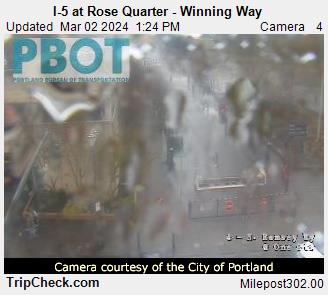 I-5 at Rose Quarter - Winning Way
Updated Mar 02 2024 1:24 PM Camera 4
PBOT
PORTLAND BUREAU OF TRANSPORTATION
Camera courtesy of the City of Portland
TripCheck.com Milepost302.00